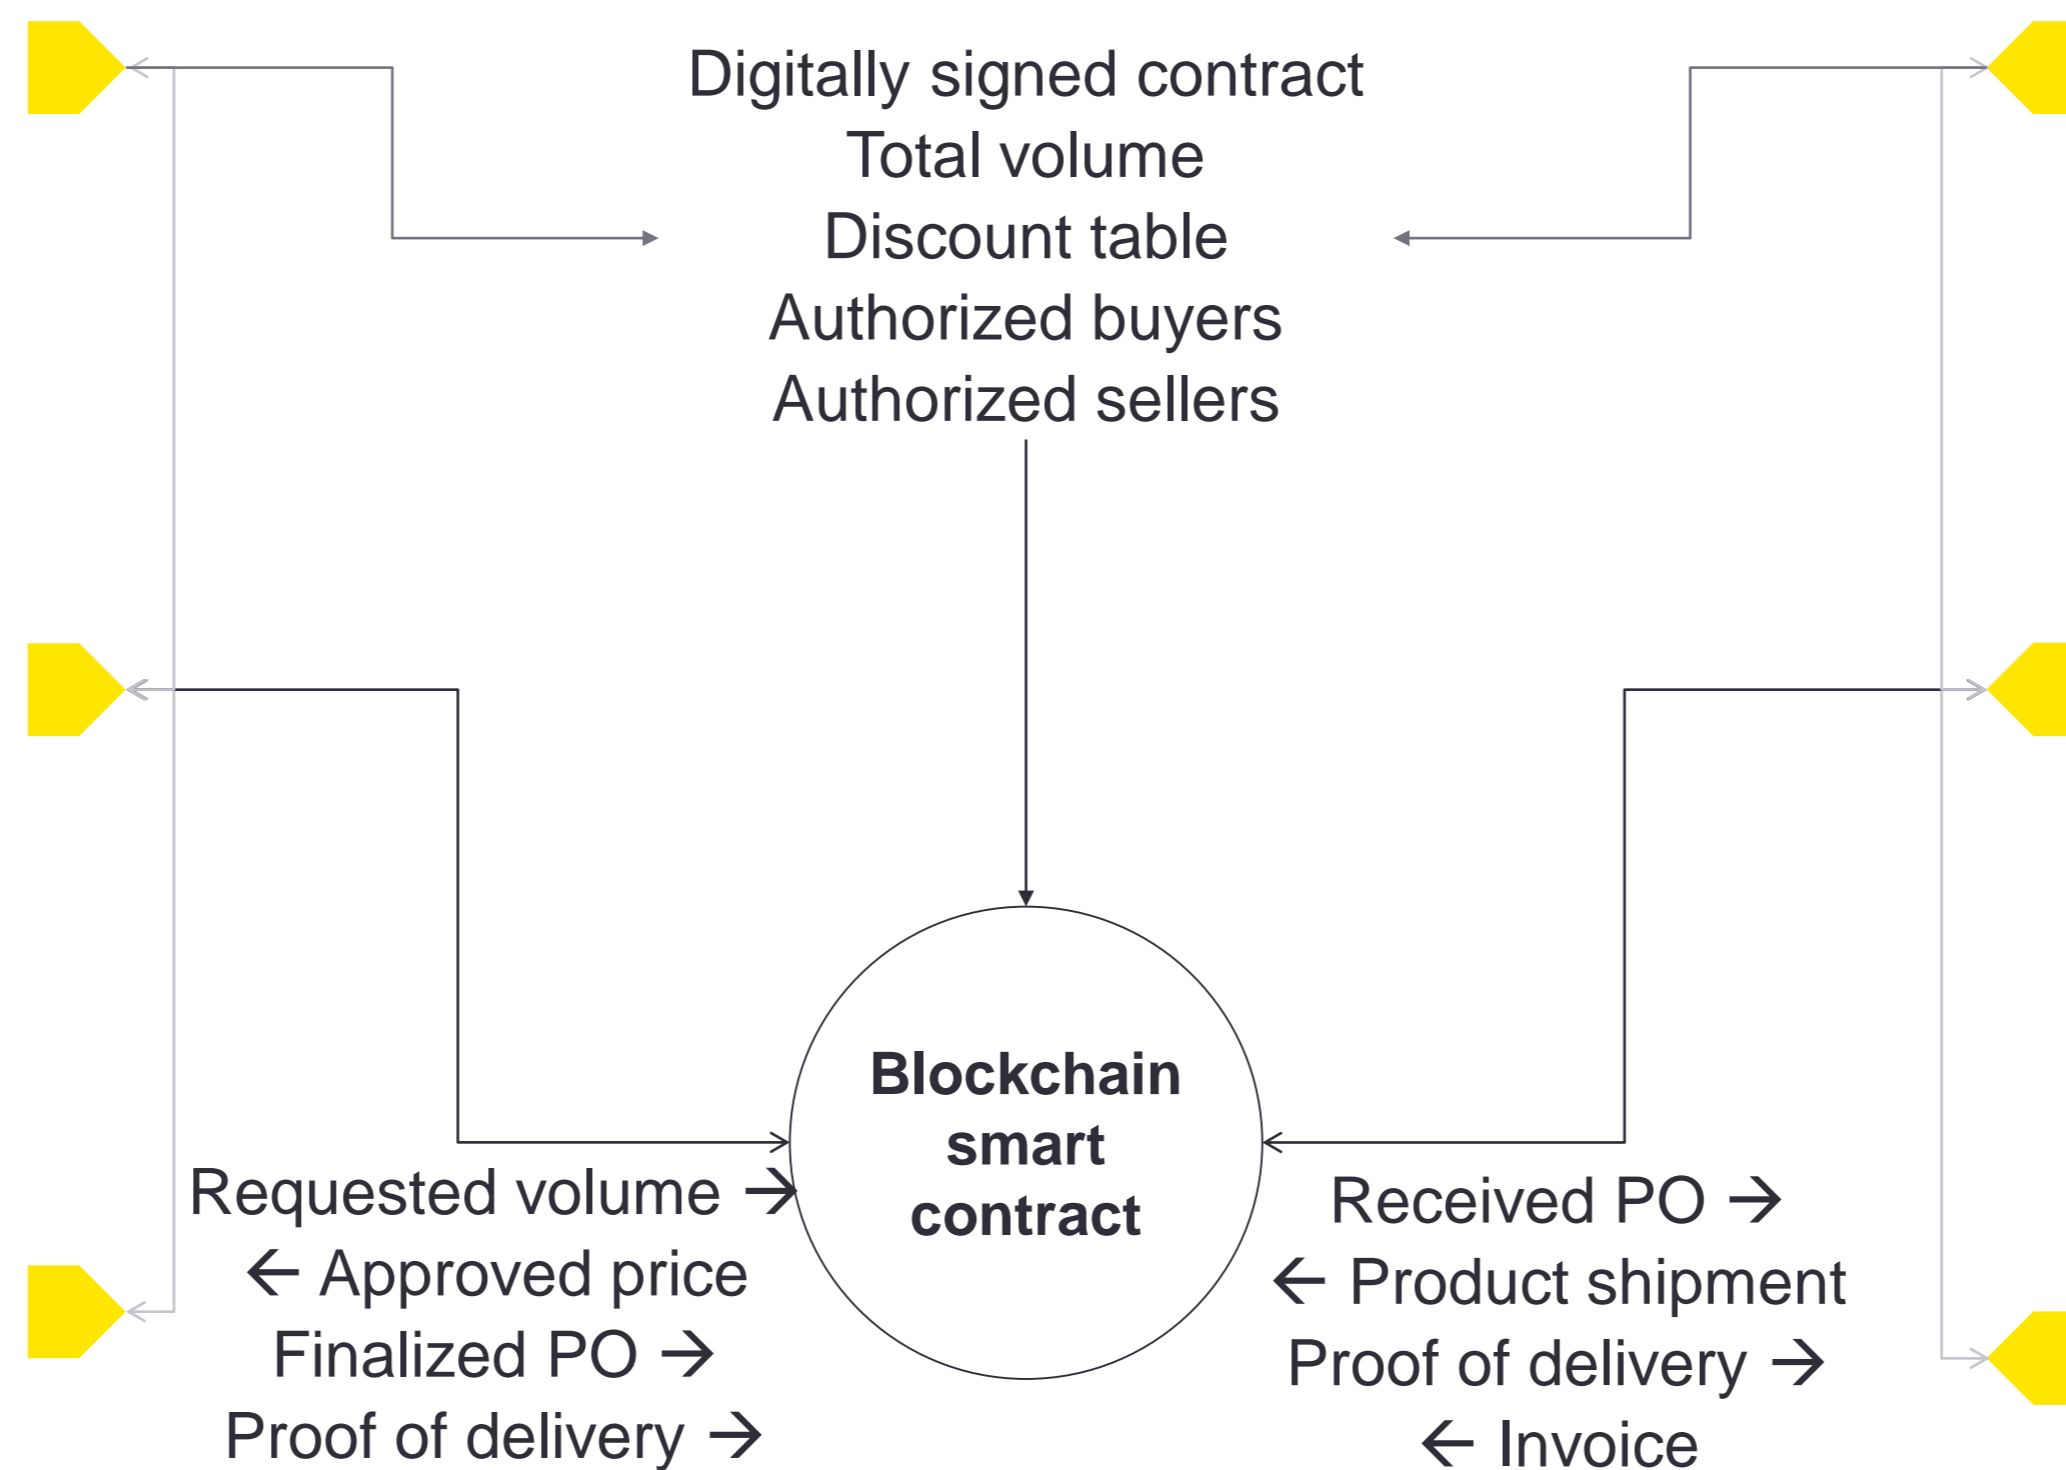 Digitally signed contract
Total volume
Discount table
Authorized buyers
Authorized sellers
Blockchain
smart
contract
Requested volume →
← Approved price
Finalized PO →
Proof of delivery →
Received PO →
← Product shipment
Proof of delivery →
← Invoice